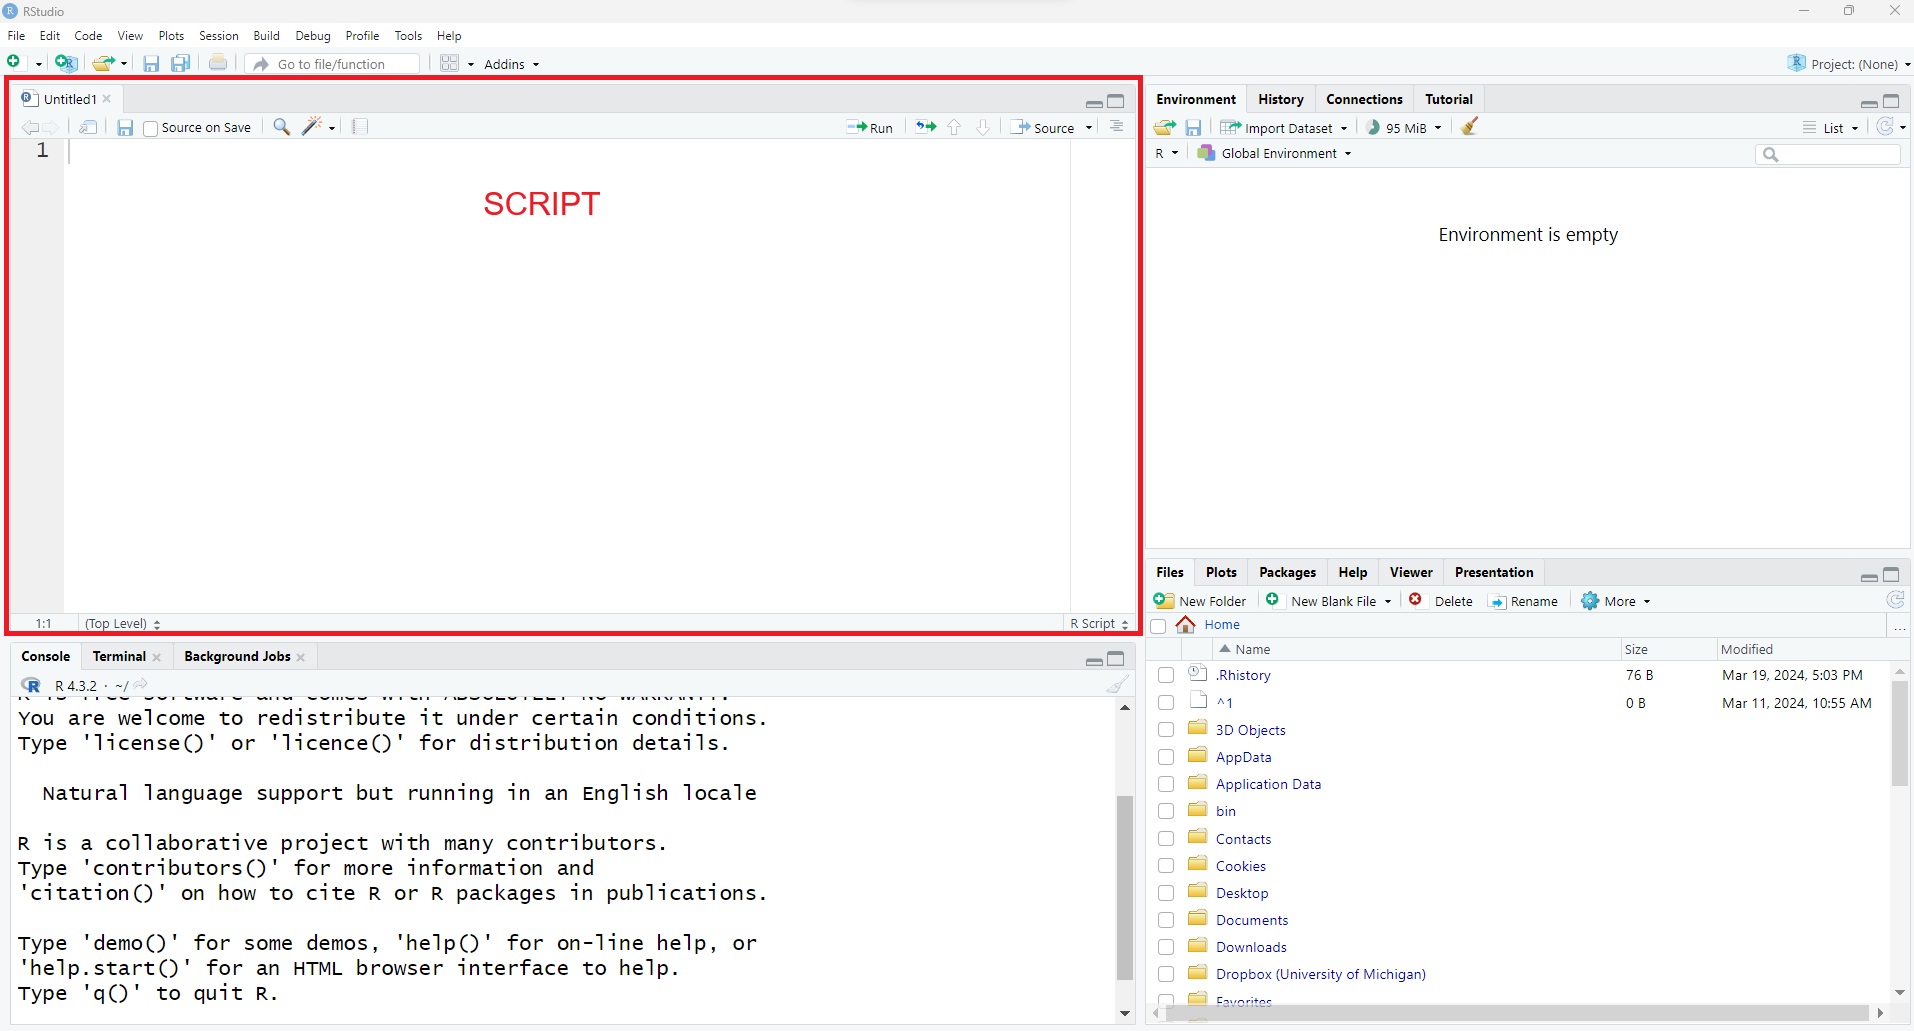 RStudio
File Edit Code View Plots Session Build Debug Profile Tools Help
Go to file/function Addins Project: (None)
Untitled1
Source on Save Run Source
1
SCRIPT
1:1 (Top Level) R Script
Console Terminal Background Jobs
R 4.3.2 · ~/
R is free software and comes with ABSOLUTELY NO WARRANTY.
You are welcome to redistribute it under certain conditions.
Type 'license()' or 'licence()' for distribution details.
Natural language support but running in an English locale
R is a collaborative project with many contributors.
Type 'contributors()' for more information and
'citation()' on how to cite R or R packages in publications.
Type 'demo()' for some demos, 'help()' for on-line help, or
'help.start()' for an HTML browser interface to help.
Type 'q()' to quit R.
Environment History Connections Tutorial
Import Dataset 95 MiB List
R Global Environment
Environment is empty
Files Plots Packages Help Viewer Presentation
New Folder New Blank File Delete Rename More
Home ...
Name Size Modified
.Rhistory 76 B Mar 19, 2024, 5:03 PM
^1 0 B Mar 11, 2024, 10:55 AM
3D Objects
AppData
Application Data
bin
Contacts
Cookies
Desktop
Documents
Downloads
Dropbox (University of Michigan)
Favorites